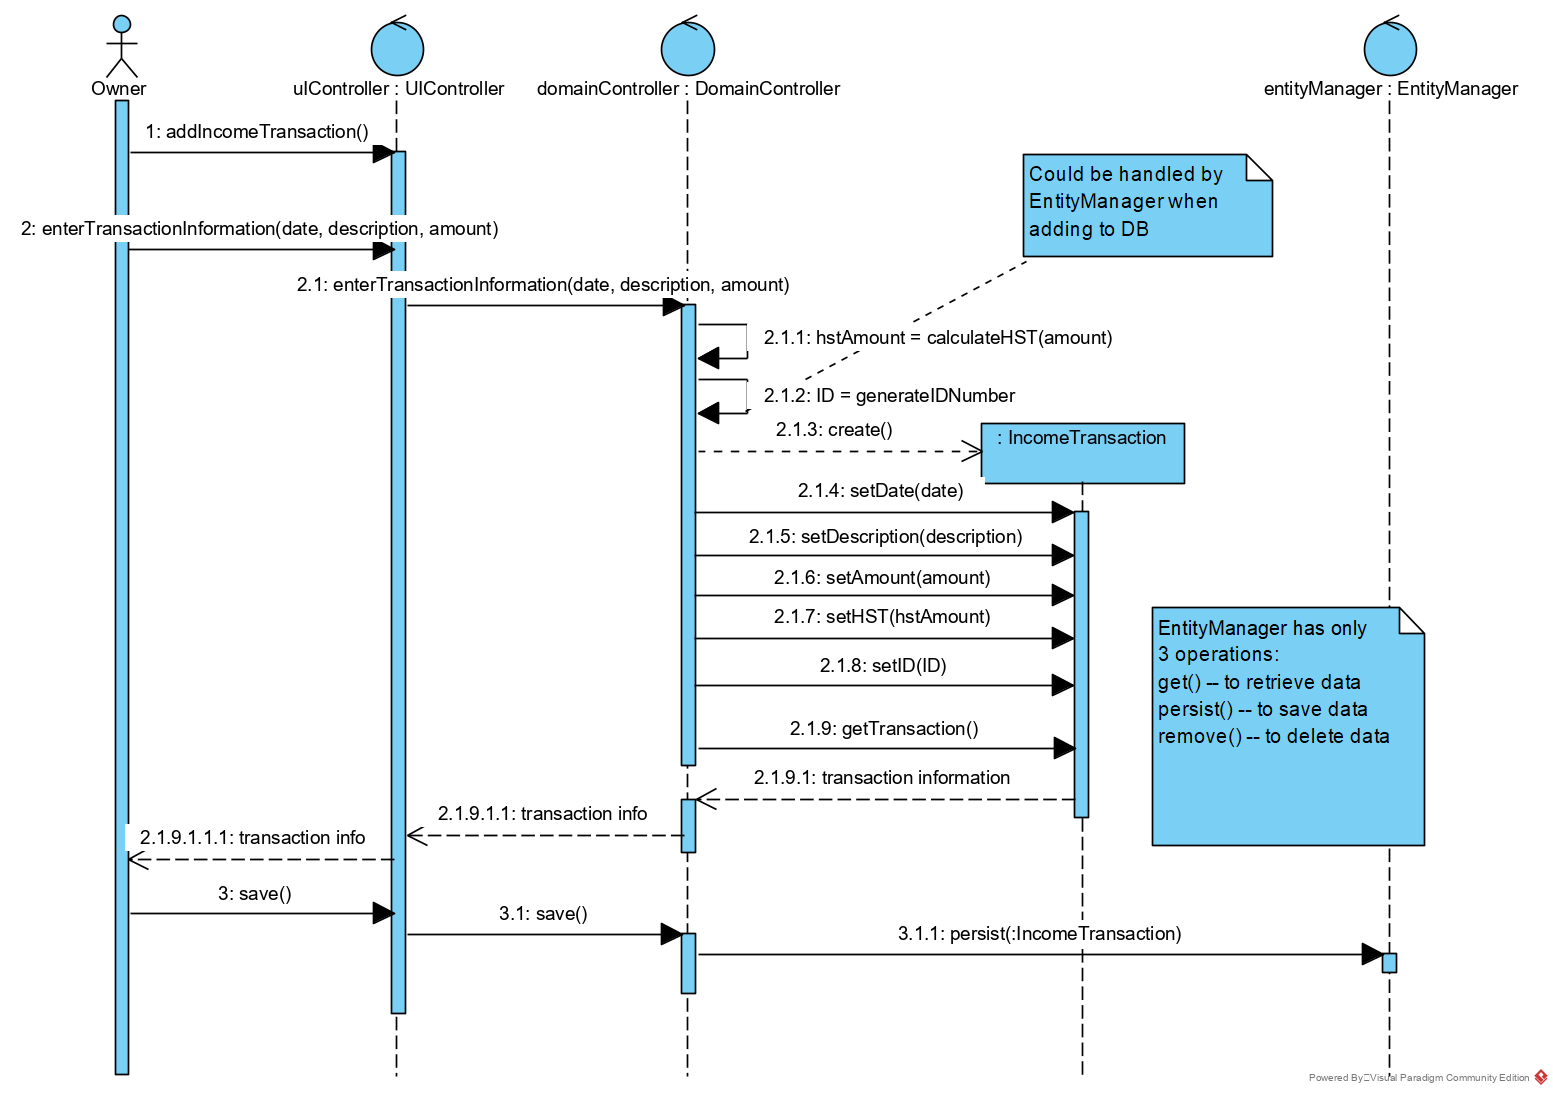 Owner
uIController : UIController
domainController : DomainController
entityManager : EntityManager
1: addIncomeTransaction()
Could be handled by
EntityManager when
adding to DB
2: enterTransactionInformation(date, description, amount)
2.1: enterTransactionInformation(date, description, amount)
2.1.1: hstAmount = calculateHST(amount)
2.1.2: ID = generateIDNumber
2.1.3: create()
: IncomeTransaction
2.1.4: setDate(date)
2.1.5: setDescription(description)
2.1.6: setAmount(amount)
2.1.7: setHST(hstAmount)
2.1.8: setID(ID)
EntityManager has only
3 operations:
get() -- to retrieve data
persist() -- to save data
remove() -- to delete data
2.1.9: getTransaction()
2.1.9.1: transaction information
2.1.9.1.1: transaction info
2.1.9.1.1.1: transaction info
3: save()
3.1: save()
3.1.1: persist(:IncomeTransaction)
Powered By Visual Paradigm Community Edition